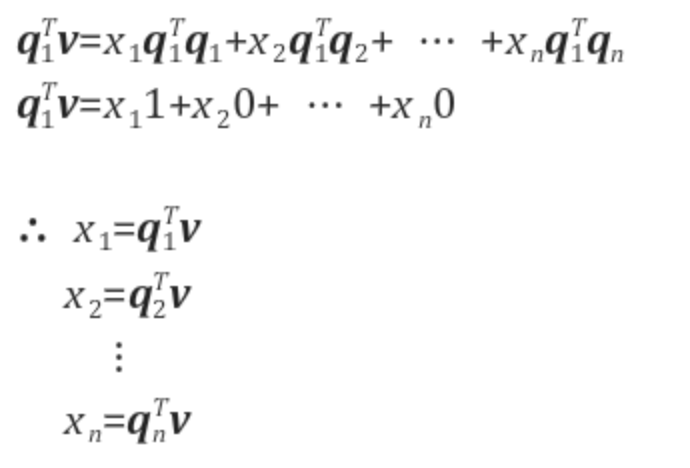 q₁ᵀv=x₁q₁ᵀq₁+x₂q₁ᵀq₂+ ⋯ +xₙq₁ᵀqₙ
q₁ᵀv=x₁1+x₂0+ ⋯ +xₙ0
∴ x₁=q₁ᵀv
x₂=q₂ᵀv
⋮
xₙ=qₙᵀv